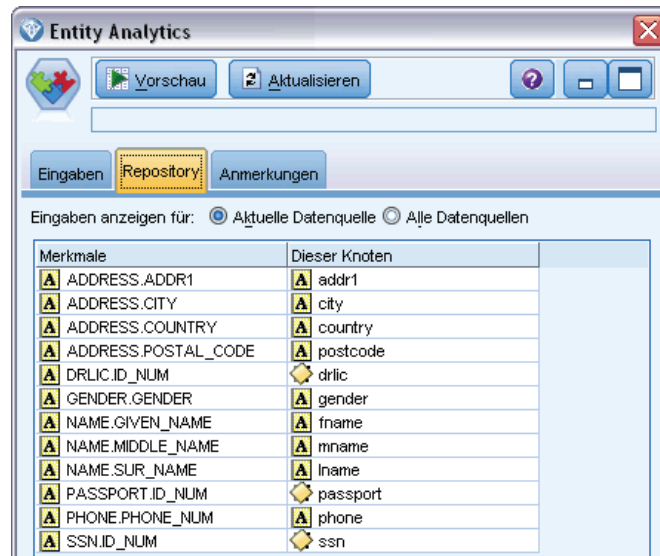 Entity Analytics
Vorschau Aktualisieren
Eingaben Repository Anmerkungen
Eingaben anzeigen für: Aktuelle Datenquelle Alle Datenquellen
Merkmale Dieser Knoten
A ADDRESS.ADDR1 A addr1
A ADDRESS.CITY A city
A ADDRESS.COUNTRY A country
A ADDRESS.POSTAL_CODE A postcode
A DRLIC.ID_NUM drlic
A GENDER.GENDER A gender
A NAME.GIVEN_NAME A fname
A NAME.MIDDLE_NAME A mname
A NAME.SUR_NAME A lname
A PASSPORT.ID_NUM passport
A PHONE.PHONE_NUM A phone
A SSN.ID_NUM ssn